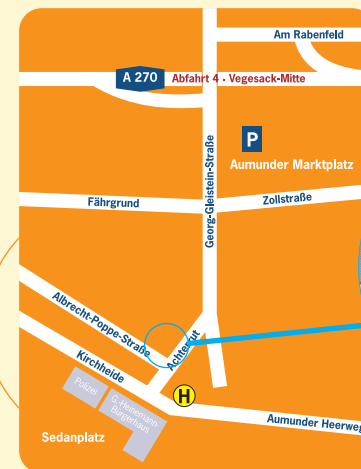 Am Rabenfeld
A 270
Abfahrt 4 · Vegesack-Mitte
P
Aumunder Marktplatz
Georg-Gleistein-Straße
Fährgrund
Zollstraße
Albrecht-Poppe-Straße
Achterrut
Kirchheide
Polizei
G.-Heinemann-
Bürgerhaus
H
Aumunder Heerweg
Sedanplatz